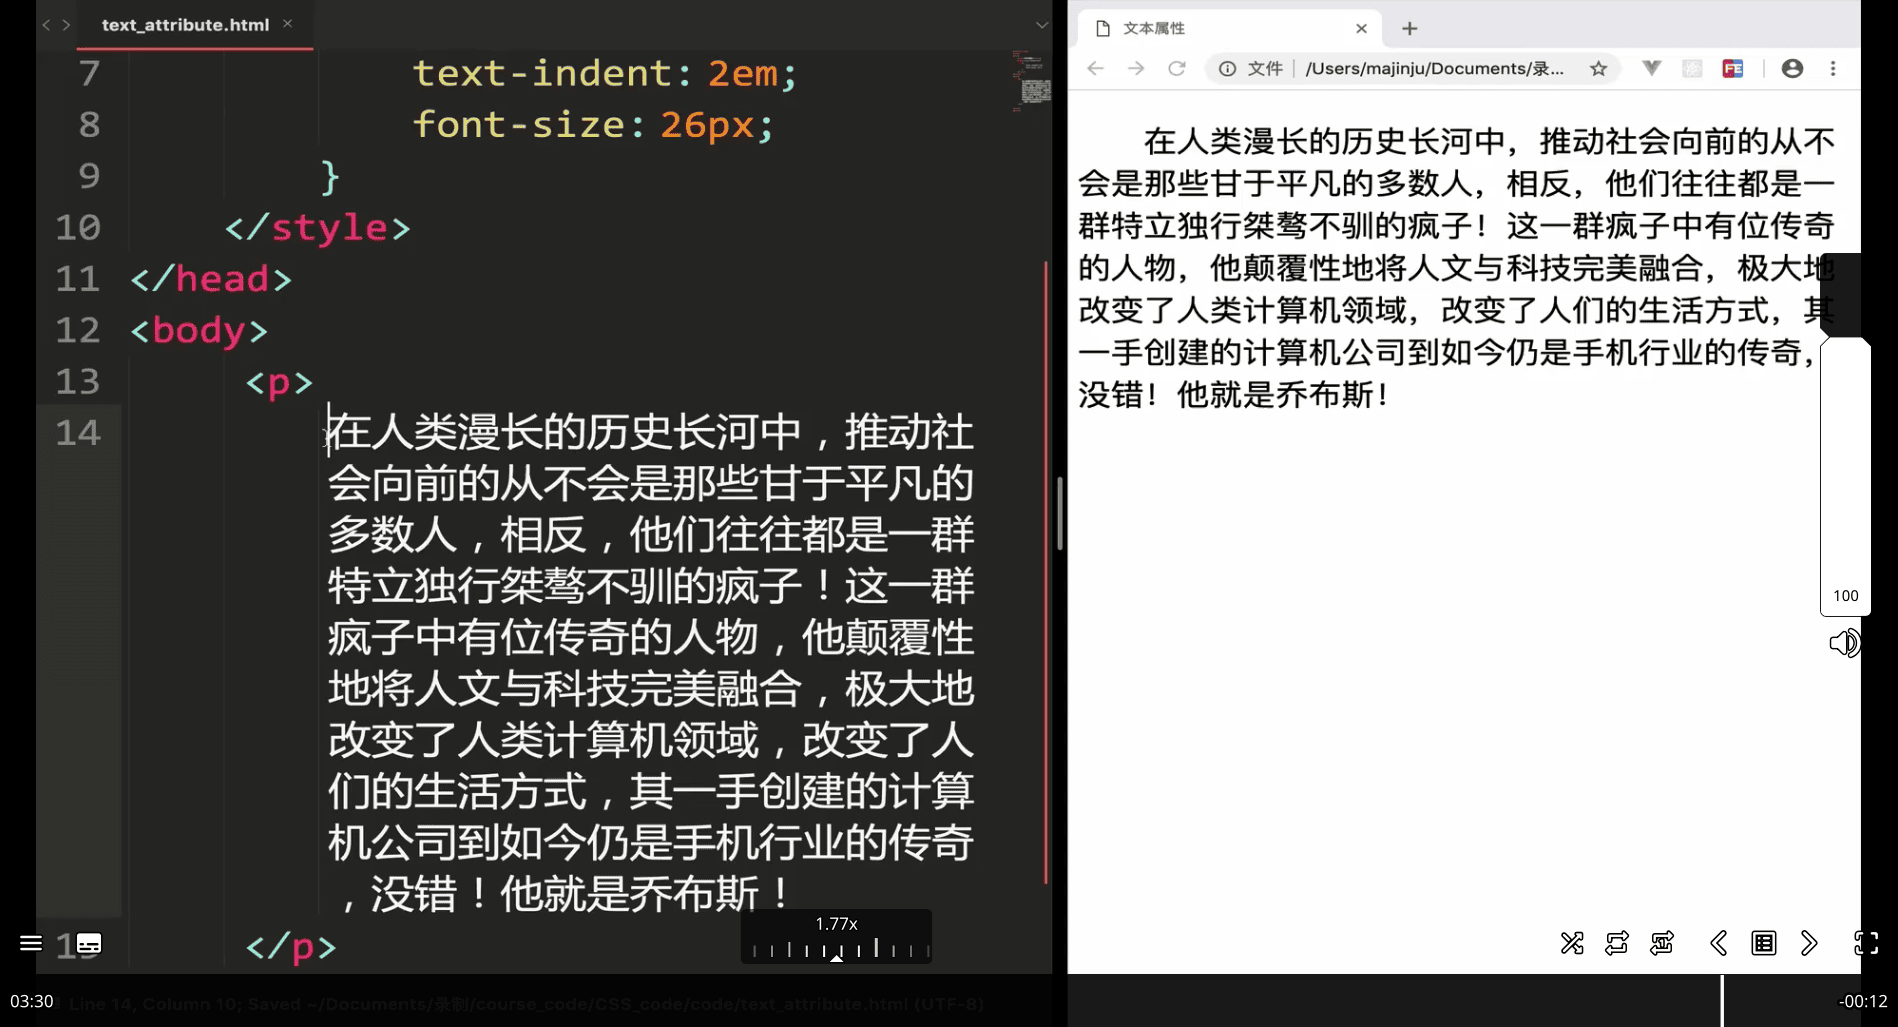 text_attribute.html
7 text-indent: 2em;
8 font-size: 26px;
9 }
10 </style>
11 </head>
12 <body>
13 <p>
14 在人类漫长的历史长河中，推动社
会向前的从不会是那些甘于平凡的
多数人，相反，他们往往都是一群
特立独行桀骜不驯的疯子！这一群
疯子中有位传奇的人物，他颠覆性
地将人文与科技完美融合，极大地
改变了人类计算机领域，改变了人
们的生活方式，其一手创建的计算
机公司到如今仍是手机行业的传奇
，没错！他就是乔布斯！
</p>
1.77x
03:30
Line 14, Column 10; Saved ~/Documents/录制/course_code/CSS_code/code/text_attribute.html (UTF-8)
文本属性
文件 /Users/majinju/Documents/录...
FE
在人类漫长的历史长河中，推动社会向前的从不
会是那些甘于平凡的多数人，相反，他们往往都是一
群特立独行桀骜不驯的疯子！这一群疯子中有位传奇
的人物，他颠覆性地将人文与科技完美融合，极大地
改变了人类计算机领域，改变了人们的生活方式，其
一手创建的计算机公司到如今仍是手机行业的传奇，
没错！他就是乔布斯！
100
-00:12